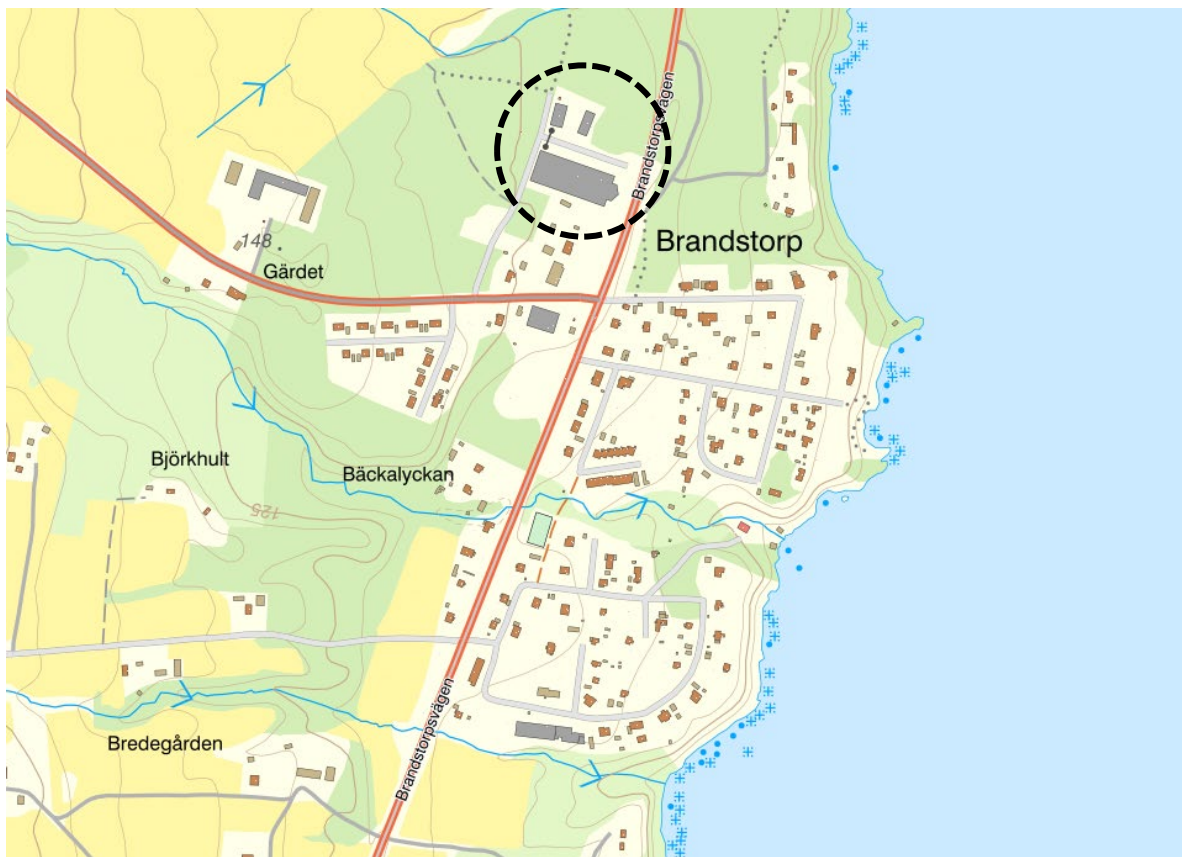 Brandstorpsvägen
Brandstorp
148
Gärdet
Björkhult
Bäckalyckan
125
Brandstorpsvägen
Bredegården